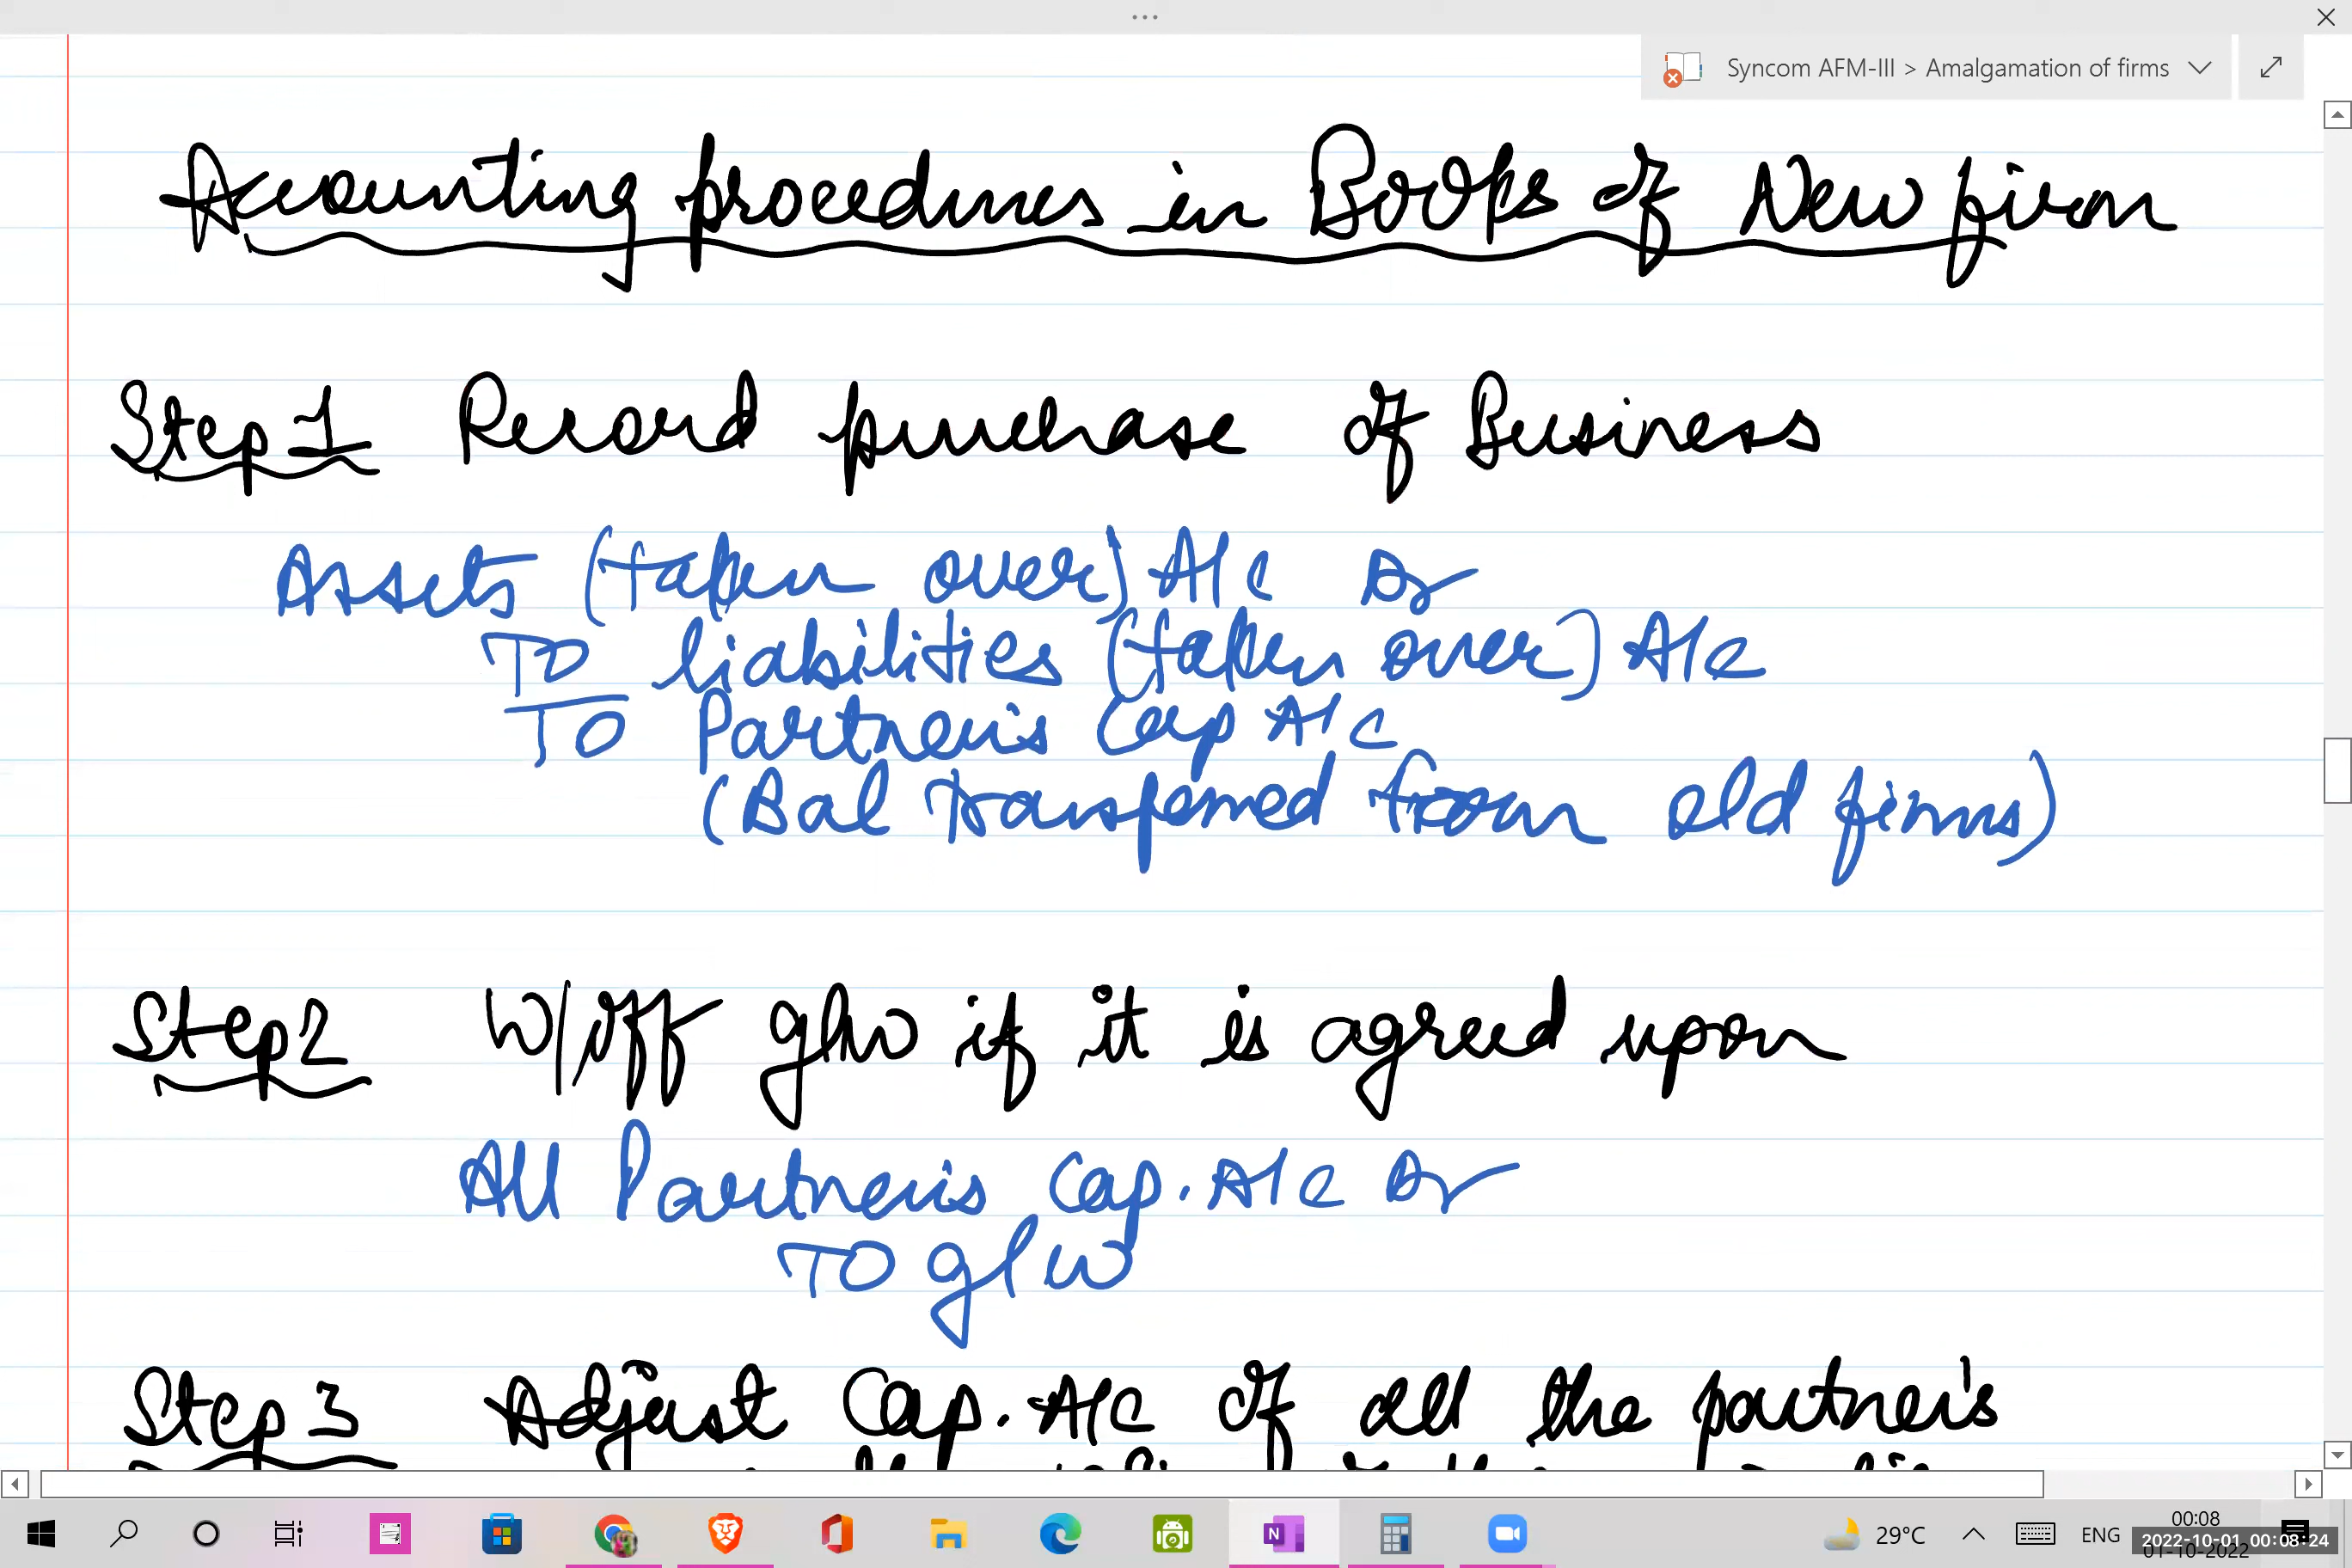 Syncom AFM-III > Amalgamation of firms
Accounting procedures in Books of New firm
Step 1 Record purchase of Business
Assets (taken over) A/c Dr
To liabilities (taken over) A/c
To Partner's Cap A/c
(Bal transferred from old firms)
Step 2 W/off g/w if it is agreed upon
All Partner's Cap. A/c Dr
To g/w
Step 3 Adjust Cap. A/c of all the partner's
29°C
ENG
00:08
01-10-2022
2022-10-01 00:08:24